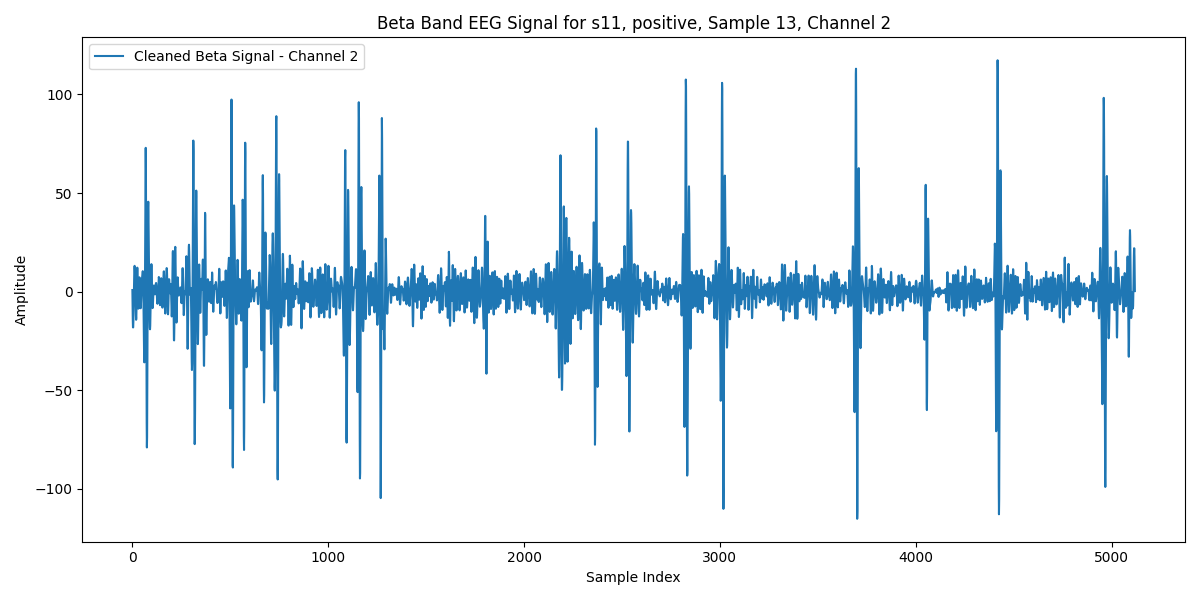 Beta Band EEG Signal for s11, positive, Sample 13, Channel 2
Cleaned Beta Signal - Channel 2
Amplitude
100
50
0
−50
−100
0 1000 2000 3000 4000 5000
Sample Index